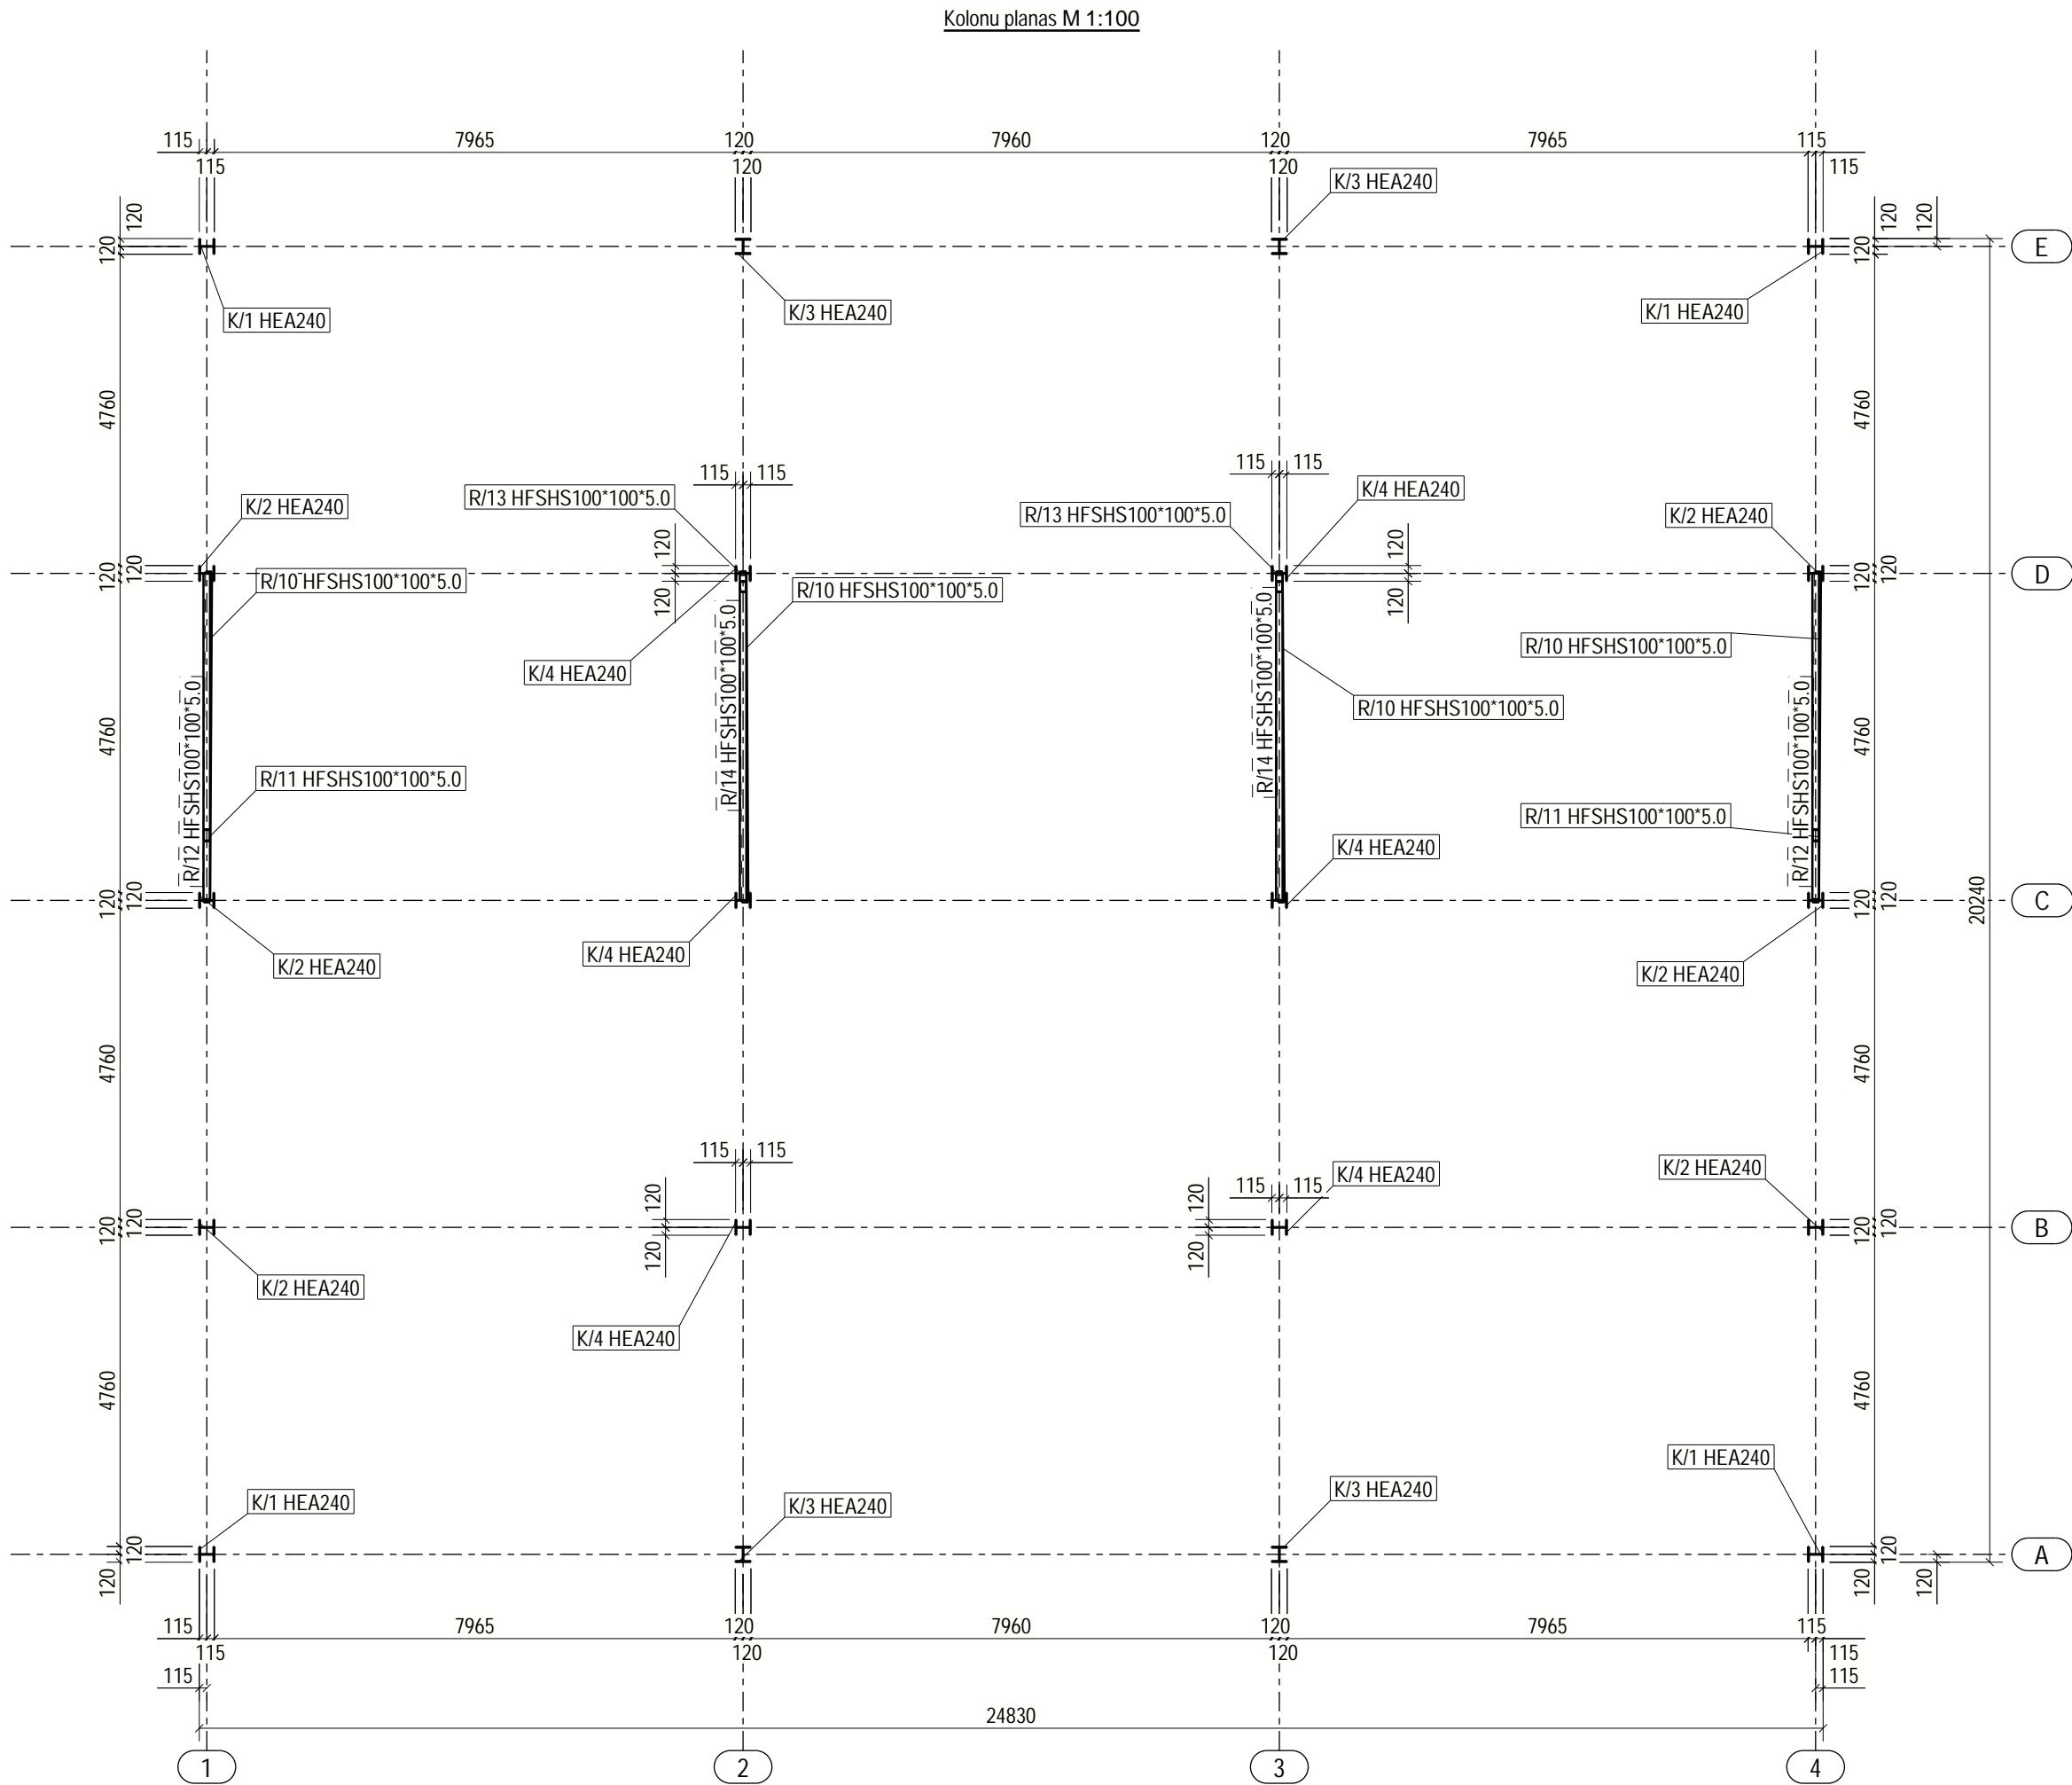 Kolonu planas M 1:100
115 7965 120 7960 120 7965 115
115 120 120 115
K/3 HEA240
120 120 120
120 120
E
K/1 HEA240 K/3 HEA240 K/1 HEA240
4760 4760
115 115 115 115
K/2 HEA240 R/13 HFSHS100*100*5.0 R/13 HFSHS100*100*5.0 K/4 HEA240 K/2 HEA240
120 120
120 120 120 120
D
R/10 HFSHS100*100*5.0 R/10 HFSHS100*100*5.0
120 120
K/4 HEA240 R/10 HFSHS100*100*5.0
R/10 HFSHS100*100*5.0
R/12 HFSHS100*100*5.0
R/14 HFSHS100*100*5.0
R/14 HFSHS100*100*5.0
R/12 HFSHS100*100*5.0
4760 4760
R/11 HFSHS100*100*5.0 R/11 HFSHS100*100*5.0
K/4 HEA240
120 120 120 120
20240
C
K/2 HEA240 K/4 HEA240 K/2 HEA240
4760 4760
115 115 115 115
K/4 HEA240 K/2 HEA240
120 120
120 120 120 120
B
120 120
K/2 HEA240 K/4 HEA240
4760 4760
K/1 HEA240 K/3 HEA240 K/3 HEA240 K/1 HEA240
120 120
A
120 120 120
115 7965 120 7960 120 7965 115
115 120 120 115
115 115
24830
1 2 3 4